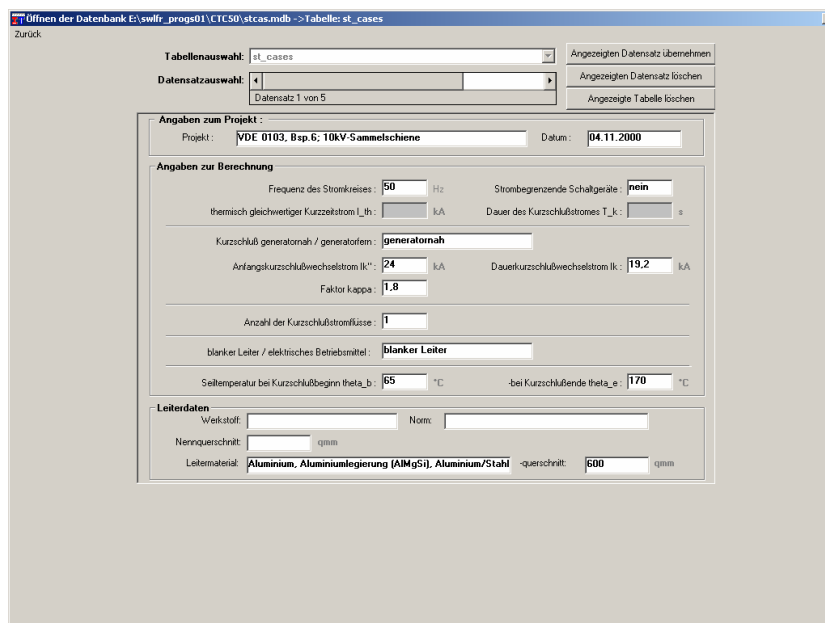 Öffnen der Datenbank E:\swlfr_progs01\CTC50\stcas.mdb ->Tabelle: st_cases
Zurück
Tabellenauswahl: st_cases
Angezeigten Datensatz übernehmen
Datensatzauswahl:
Angezeigten Datensatz löschen
Datensatz 1 von 5
Angezeigte Tabelle löschen
Angaben zum Projekt :
Projekt : VDE 0103, Bsp.6; 10kV-Sammelschiene Datum : 04.11.2000
Angaben zur Berechnung
Frequenz des Stromkreises : 50 Hz Strombegrenzende Schaltgeräte : nein
thermisch gleichwertiger Kurzzeitstrom I_th : kA Dauer des Kurzschlußstromes T_k : s
Kurzschluß generatornah / generatorfern : generatornah
Anfangskurzschlußwechselstrom Ik'' : 24 kA Dauerkurzschlußwechselstrom Ik : 19,2 kA
Faktor kappa : 1,8
Anzahl der Kurzschlußstromflüsse : 1
blanker Leiter / elektrisches Betriebsmittel : blanker Leiter
Seiltemperatur bei Kurzschlußbeginn theta_b : 65 °C -bei Kurzschlußende theta_e : 170 °C
Leiterdaten
Werkstoff: Norm:
Nennquerschnitt: qmm
Leitermaterial: Aluminium, Aluminiumlegierung (AlMgSi), Aluminium/Stahl -querschnitt: 600 qmm